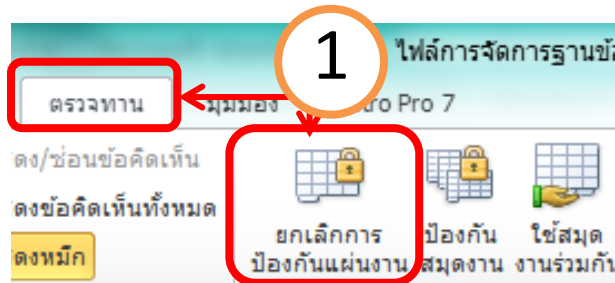 1
ไฟล์การจัดการฐานข้
ตรวจทาน มุมมอง Pro 7
ดง/ซ่อนข้อคิดเห็น
ดงข้อคิดเห็นทั้งหมด
ดงหมึก
ยกเลิกการ
ป้องกันแผ่นงาน
ป้องกัน
สมุดงาน
ใช้สมุด
งานร่วมกัน